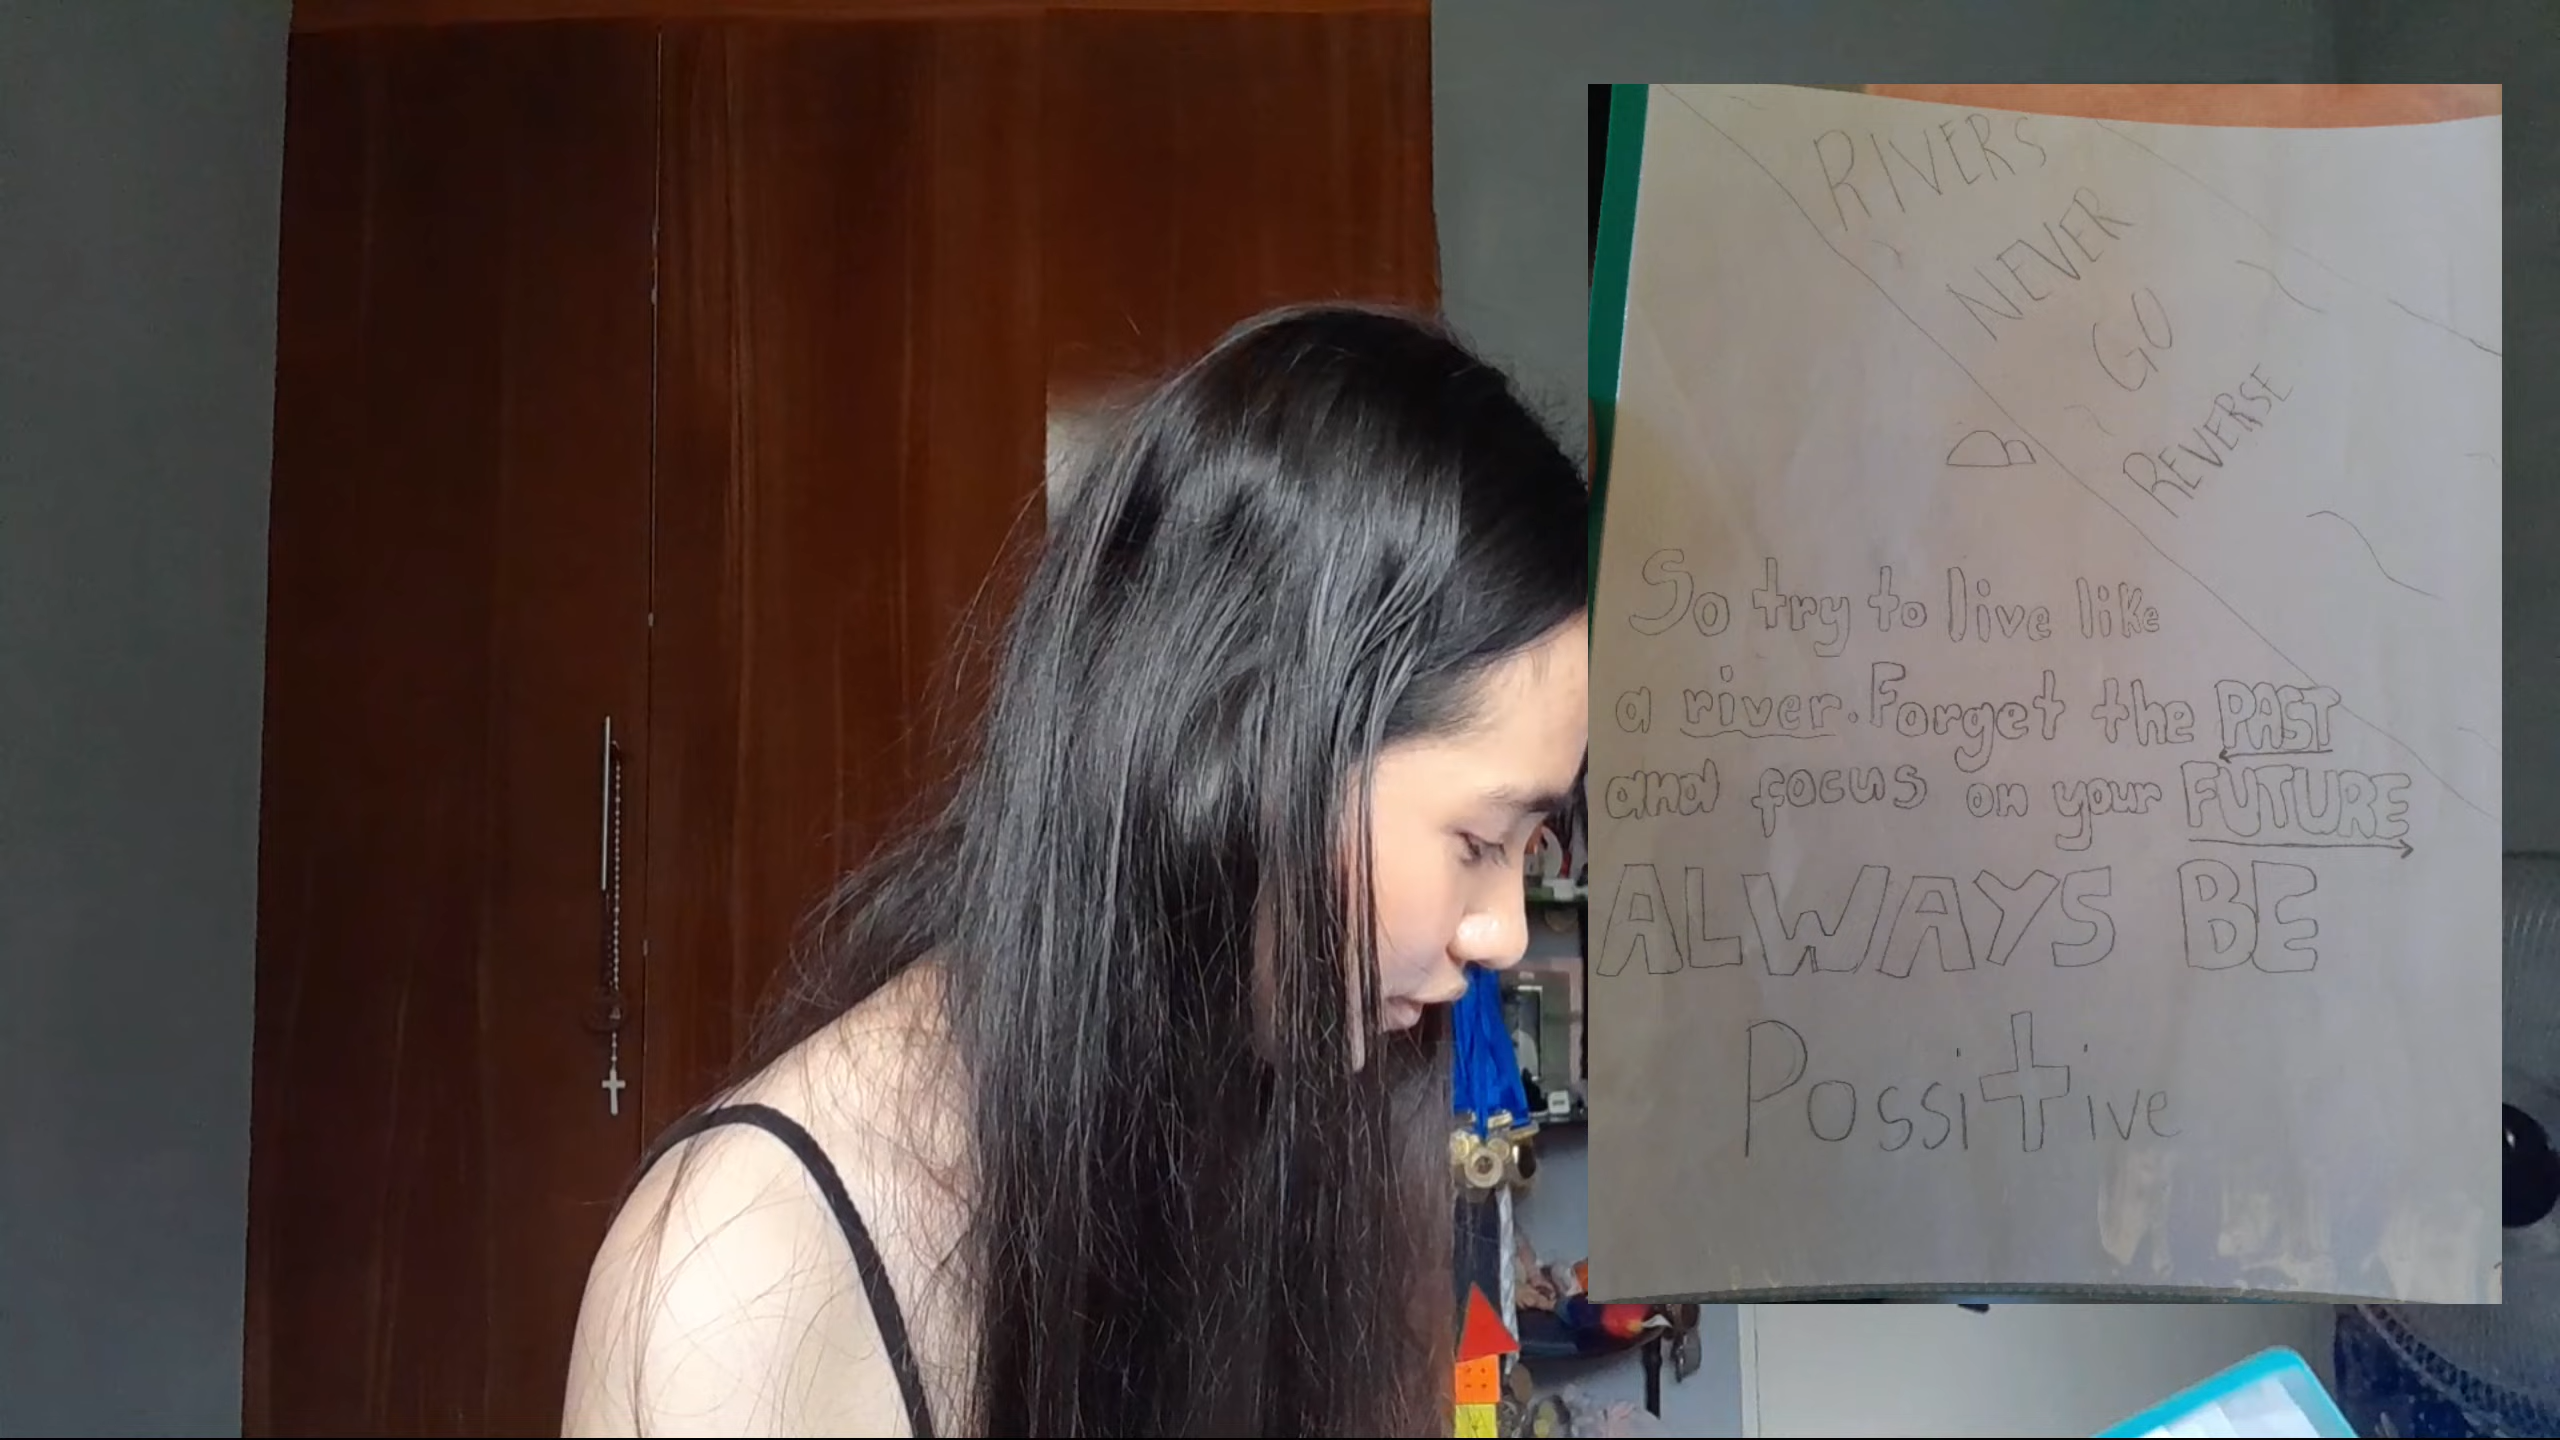 RIVERS
NEVER
GO
REVERSE
So try to live like
a river. Forget the PAST
and focus on your FUTURE
ALWAYS BE
Possitive